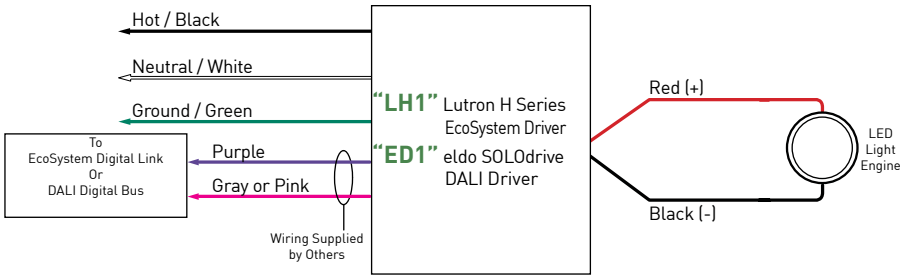 Hot / Black
Neutral / White
Ground / Green
To
EcoSystem Digital Link
Or
DALI Digital Bus
Purple
Gray or Pink
Wiring Supplied
by Others
“LH1” Lutron H Series
EcoSystem Driver
“ED1” eldo SOLOdrive
DALI Driver
Red (+)
Black (-)
LED
Light
Engine